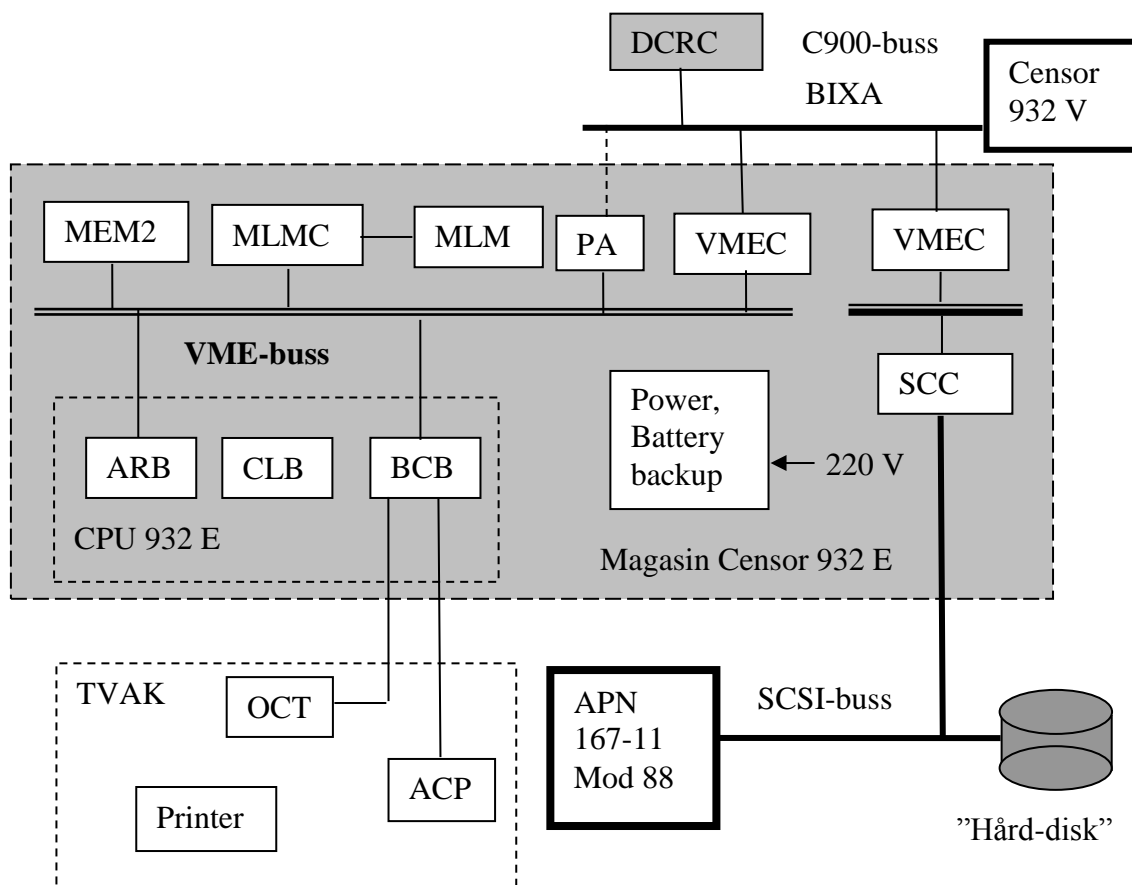 DCRC
C900-buss
BIXA
Censor
932 V
MEM2
MLMC
MLM
PA
VMEC
VMEC
VME-buss
SCC
Power,
Battery
backup
220 V
ARB
CLB
BCB
CPU 932 E
Magasin Censor 932 E
TVAK
OCT
ACP
Printer
APN
167-11
Mod 88
SCSI-buss
”Hård-disk”